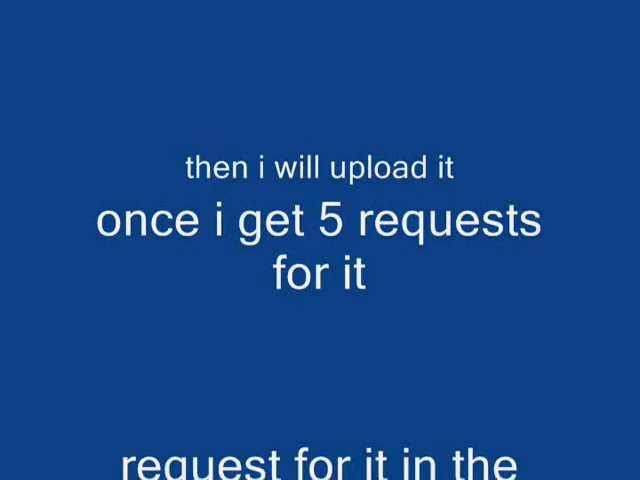 then i will upload it
once i get 5 requests
for it
request for it in the